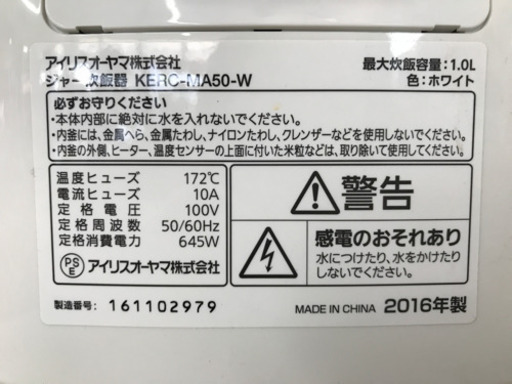 アイリスオーヤマ株式会社
ジャー炊飯器 KERC-MA50-W
最大炊飯容量:1.0L
色:ホワイト
必ずお守りください
・本体内部に絶対に水を入れないでください。
・内釜には、金属へら、金属たわし、ナイロンたわし、クレンザーなどを使用しないでください。
・内釜の外側、ヒーター、温度センサーの上面に付いた米粒などは、取り除いて使用してください。
温度ヒューズ 172℃
電流ヒューズ 10A
定格電圧 100V
定格周波数 50/60Hz
定格消費電力 645W
PSE アイリスオーヤマ株式会社
警告
感電のおそれあり
水につけたり、水をかけたり
しないでください。
製造番号: 161102979
MADE IN CHINA 2016年製